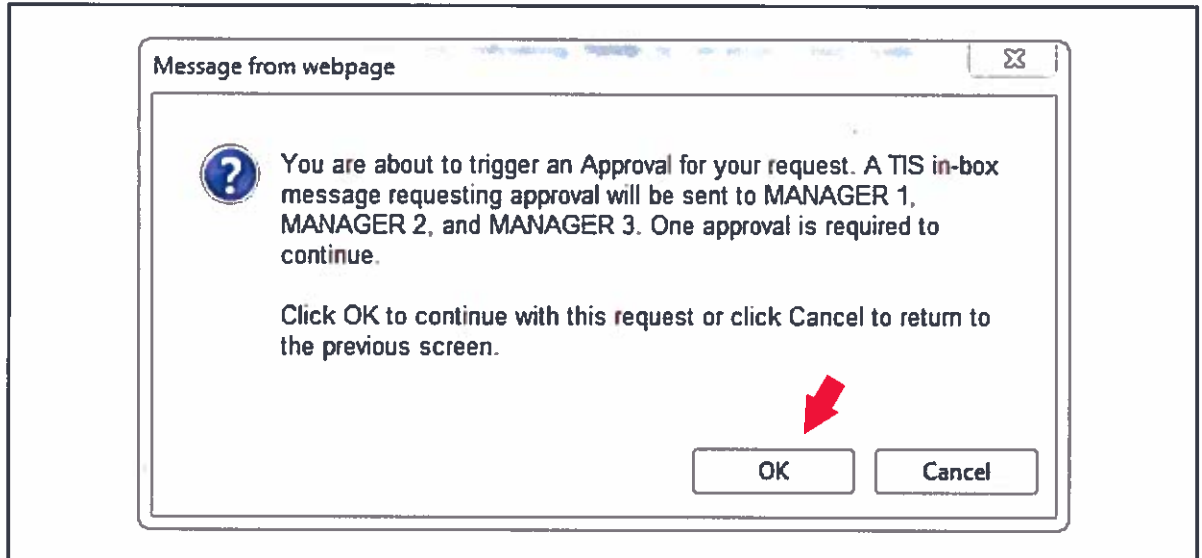 Message from webpage
You are about to trigger an Approval for your request. A TIS in-box
message requesting approval will be sent to MANAGER 1,
MANAGER 2, and MANAGER 3. One approval is required to
continue.
Click OK to continue with this request or click Cancel to return to
the previous screen.
OK
Cancel